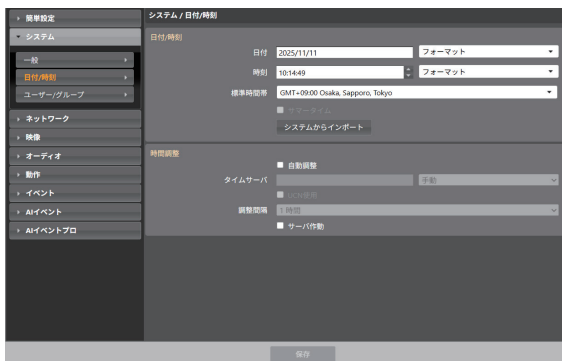 簡単設定
システム
一般
日付/時刻
ユーザー/グループ
ネットワーク
映像
オーディオ
動作
イベント
AIイベント
AIイベントプロ
システム / 日付/時刻
日付/時刻
日付 2025/11/11 フォーマット
時刻 10:14:49 フォーマット
標準時間帯 GMT+09:00 Osaka, Sapporo, Tokyo
サマータイム
システムからインポート
時間調整
自動調整
タイムサーバ 手動
使用
調整間隔 1 時間
サーバ作動
保存